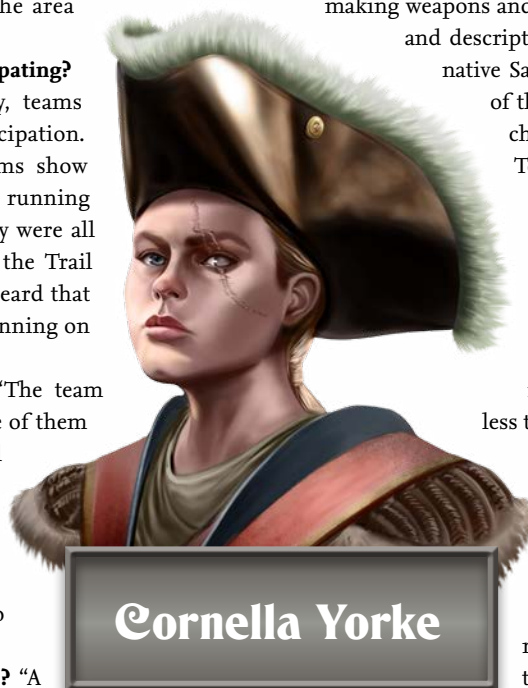 he area
pating?
y, teams
cipation.
ms show
running
y were all
the Trail
eard that
nning on
“The team
e of them
o
? “A
making weapons and
and descript
native Sa
of th
ch
less t
Cornella Yorke